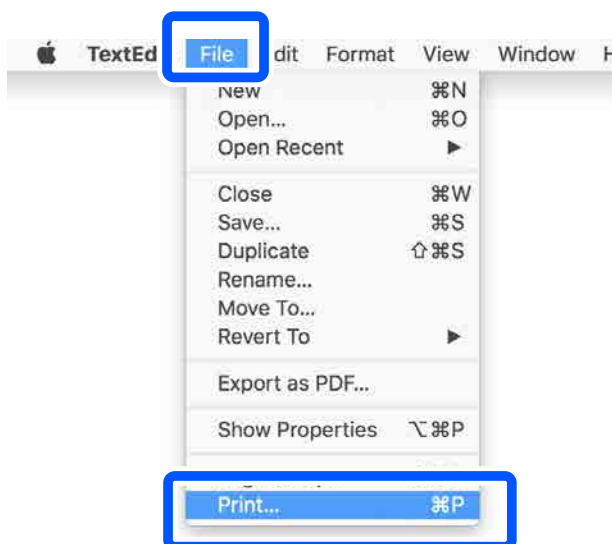 TextEd File dit Format View Window H
New ⌘N
Open... ⌘O
Open Recent ▶
Close ⌘W
Save... ⌘S
Duplicate ⇧⌘S
Rename...
Move To...
Revert To ▶
Export as PDF...
Show Properties ⌥⌘P
Print... ⌘P